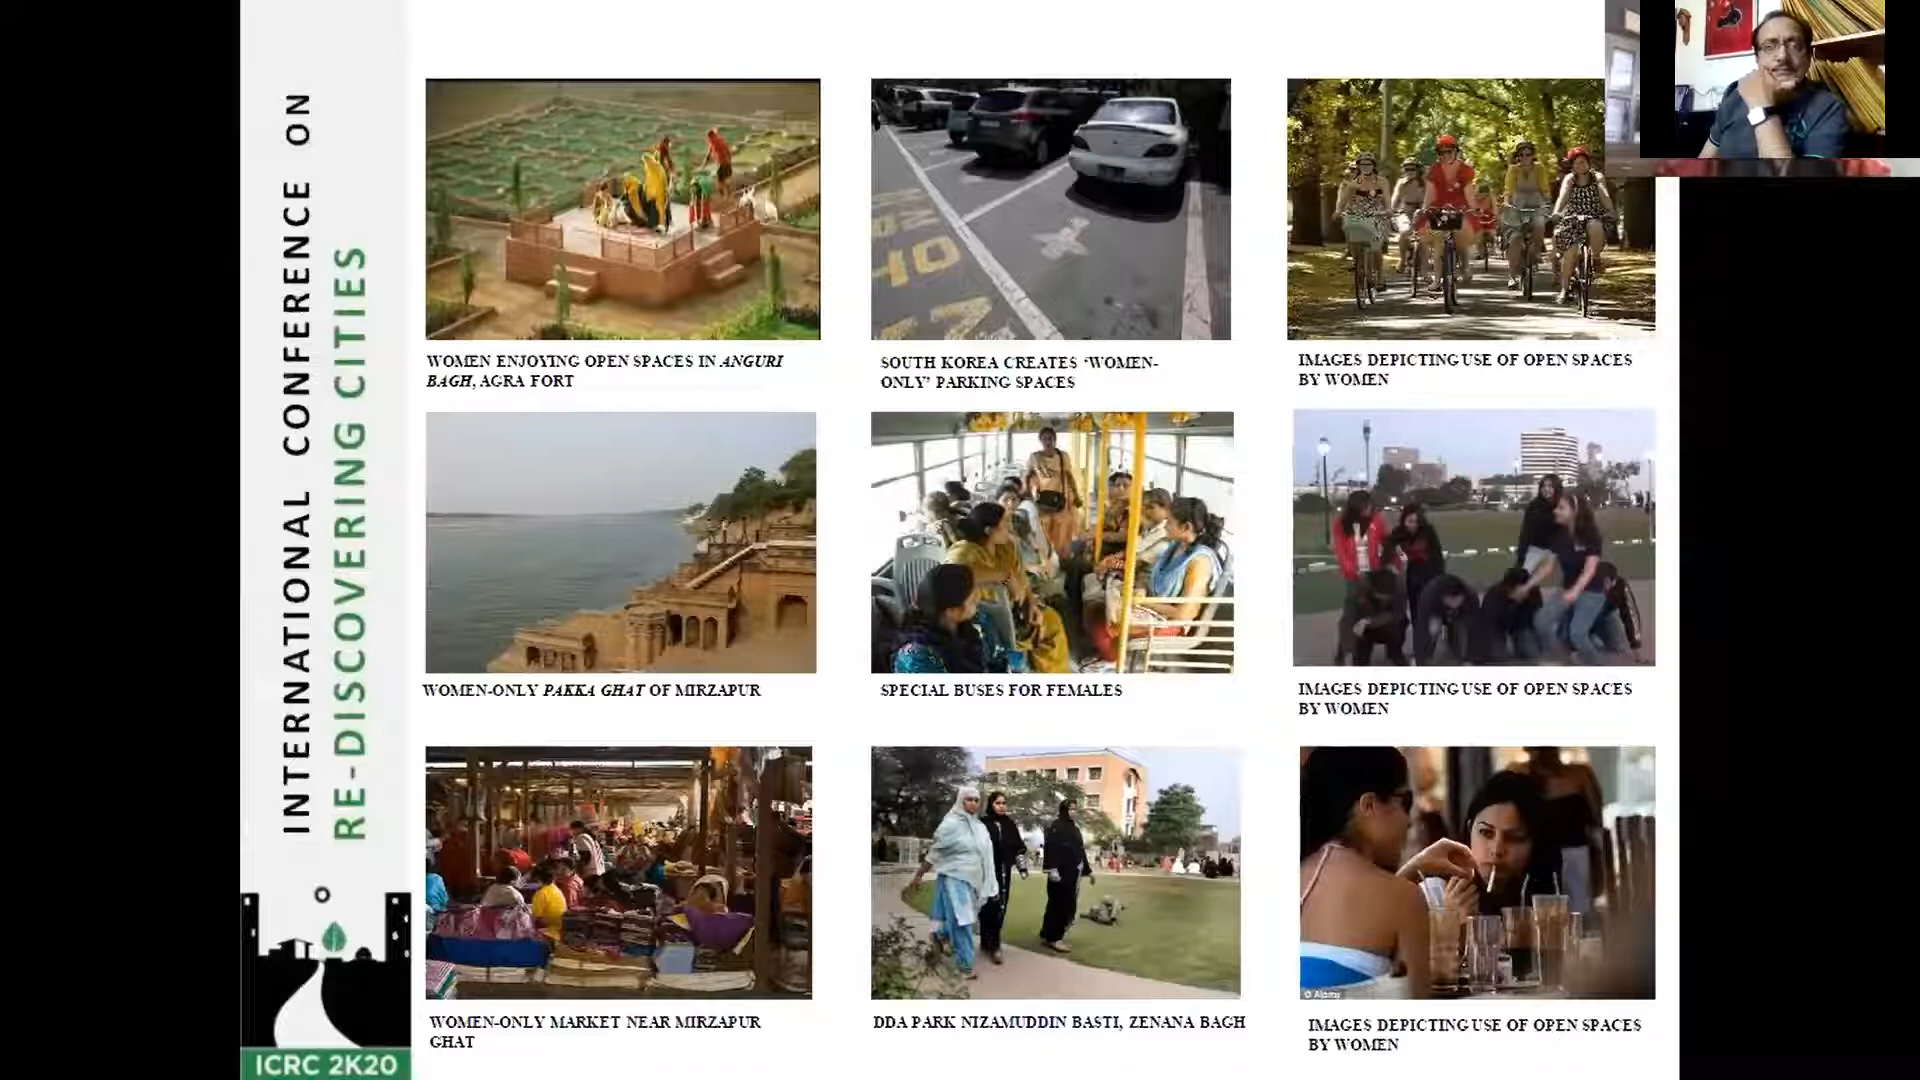 INTERNATIONAL CONFERENCE ON
RE-DISCOVERING CITIES
ICRC 2K20
WOMEN ENJOYING OPEN SPACES IN ANGURI
BAGH, AGRA FORT
SOUTH KOREA CREATES ‘WOMEN-
ONLY’ PARKING SPACES
IMAGES DEPICTING USE OF OPEN SPACES
BY WOMEN
WOMEN-ONLY PAKKA GHAT OF MIRZAPUR
SPECIAL BUSES FOR FEMALES
IMAGES DEPICTING USE OF OPEN SPACES
BY WOMEN
© Alamy
WOMEN-ONLY MARKET NEAR MIRZAPUR
GHAT
DDA PARK NIZAMUDDIN BASTI, ZENANA BAGH
IMAGES DEPICTING USE OF OPEN SPACES
BY WOMEN